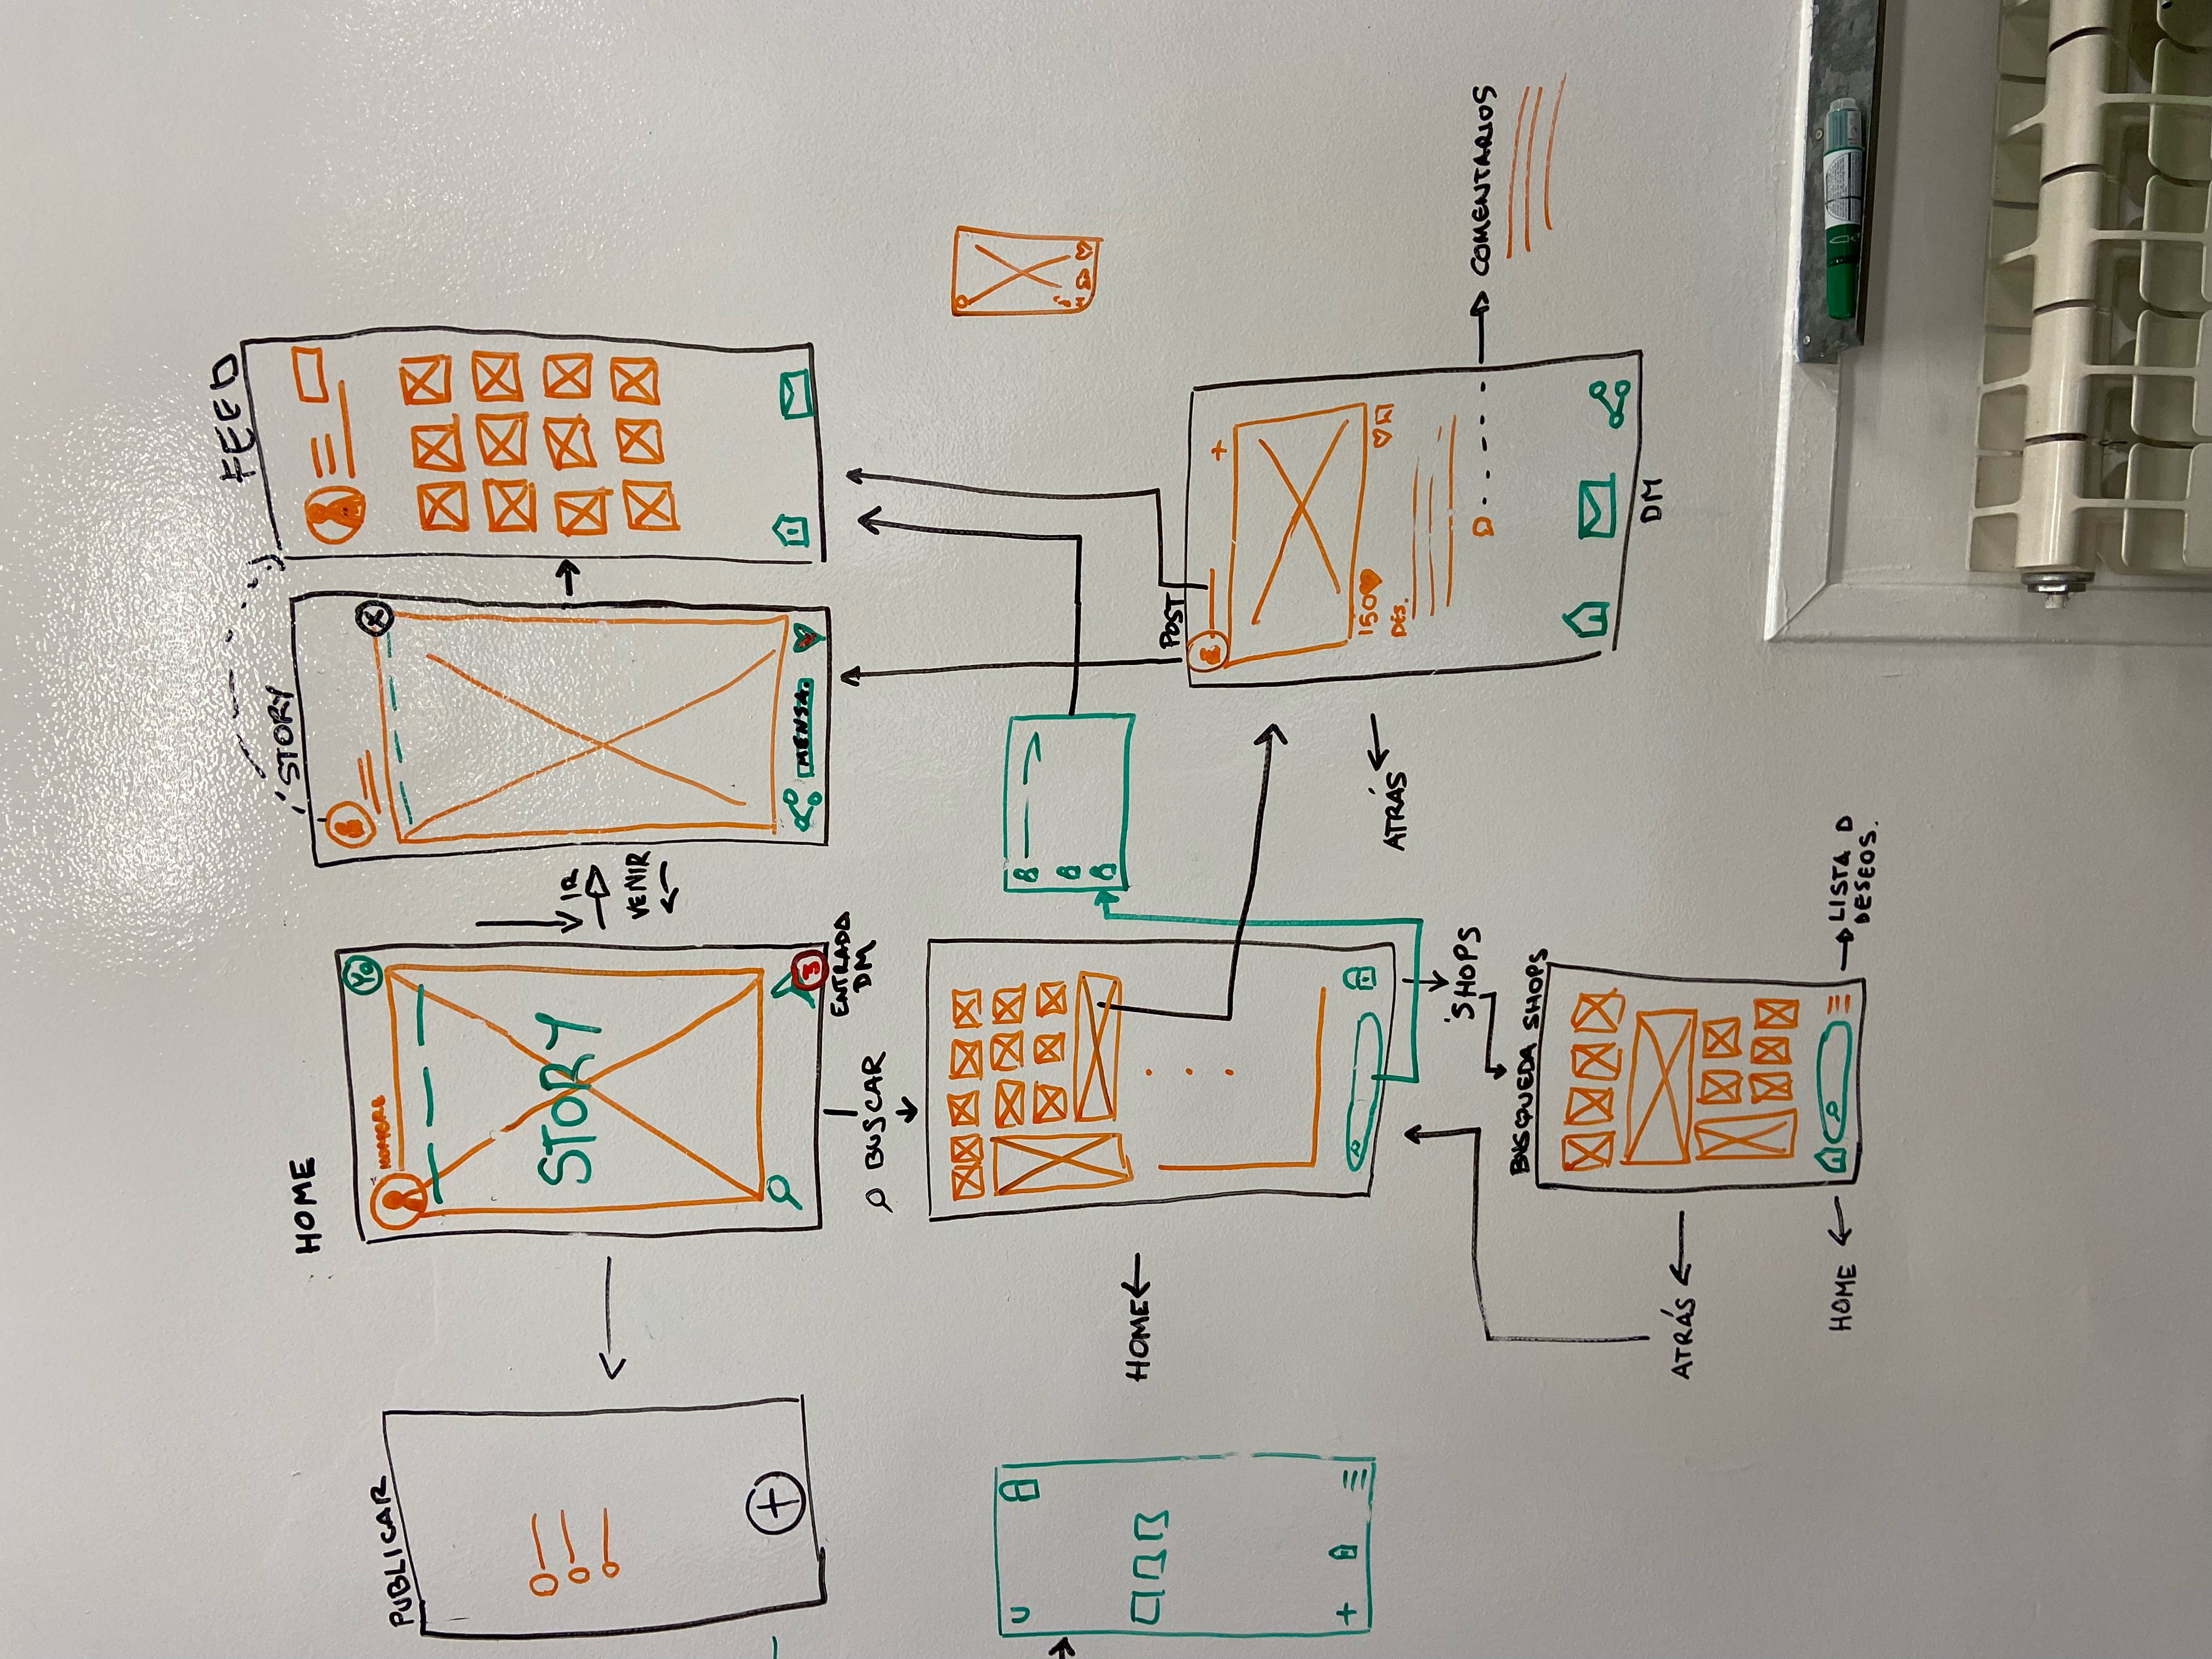 FEED
STORY
HOME
PUBLICAR
NOMBRE
Yo
X
STORY
IR
VENIR
3
MENSA.
ENTRADA
DM
BUSCAR
HOME
POST
150
DES.
ATRÁS
SHOPS
COMENTARIOS
BUSQUEDA SHOPS
DM
ATRÁS
HOME
LISTA D
DESEOS.